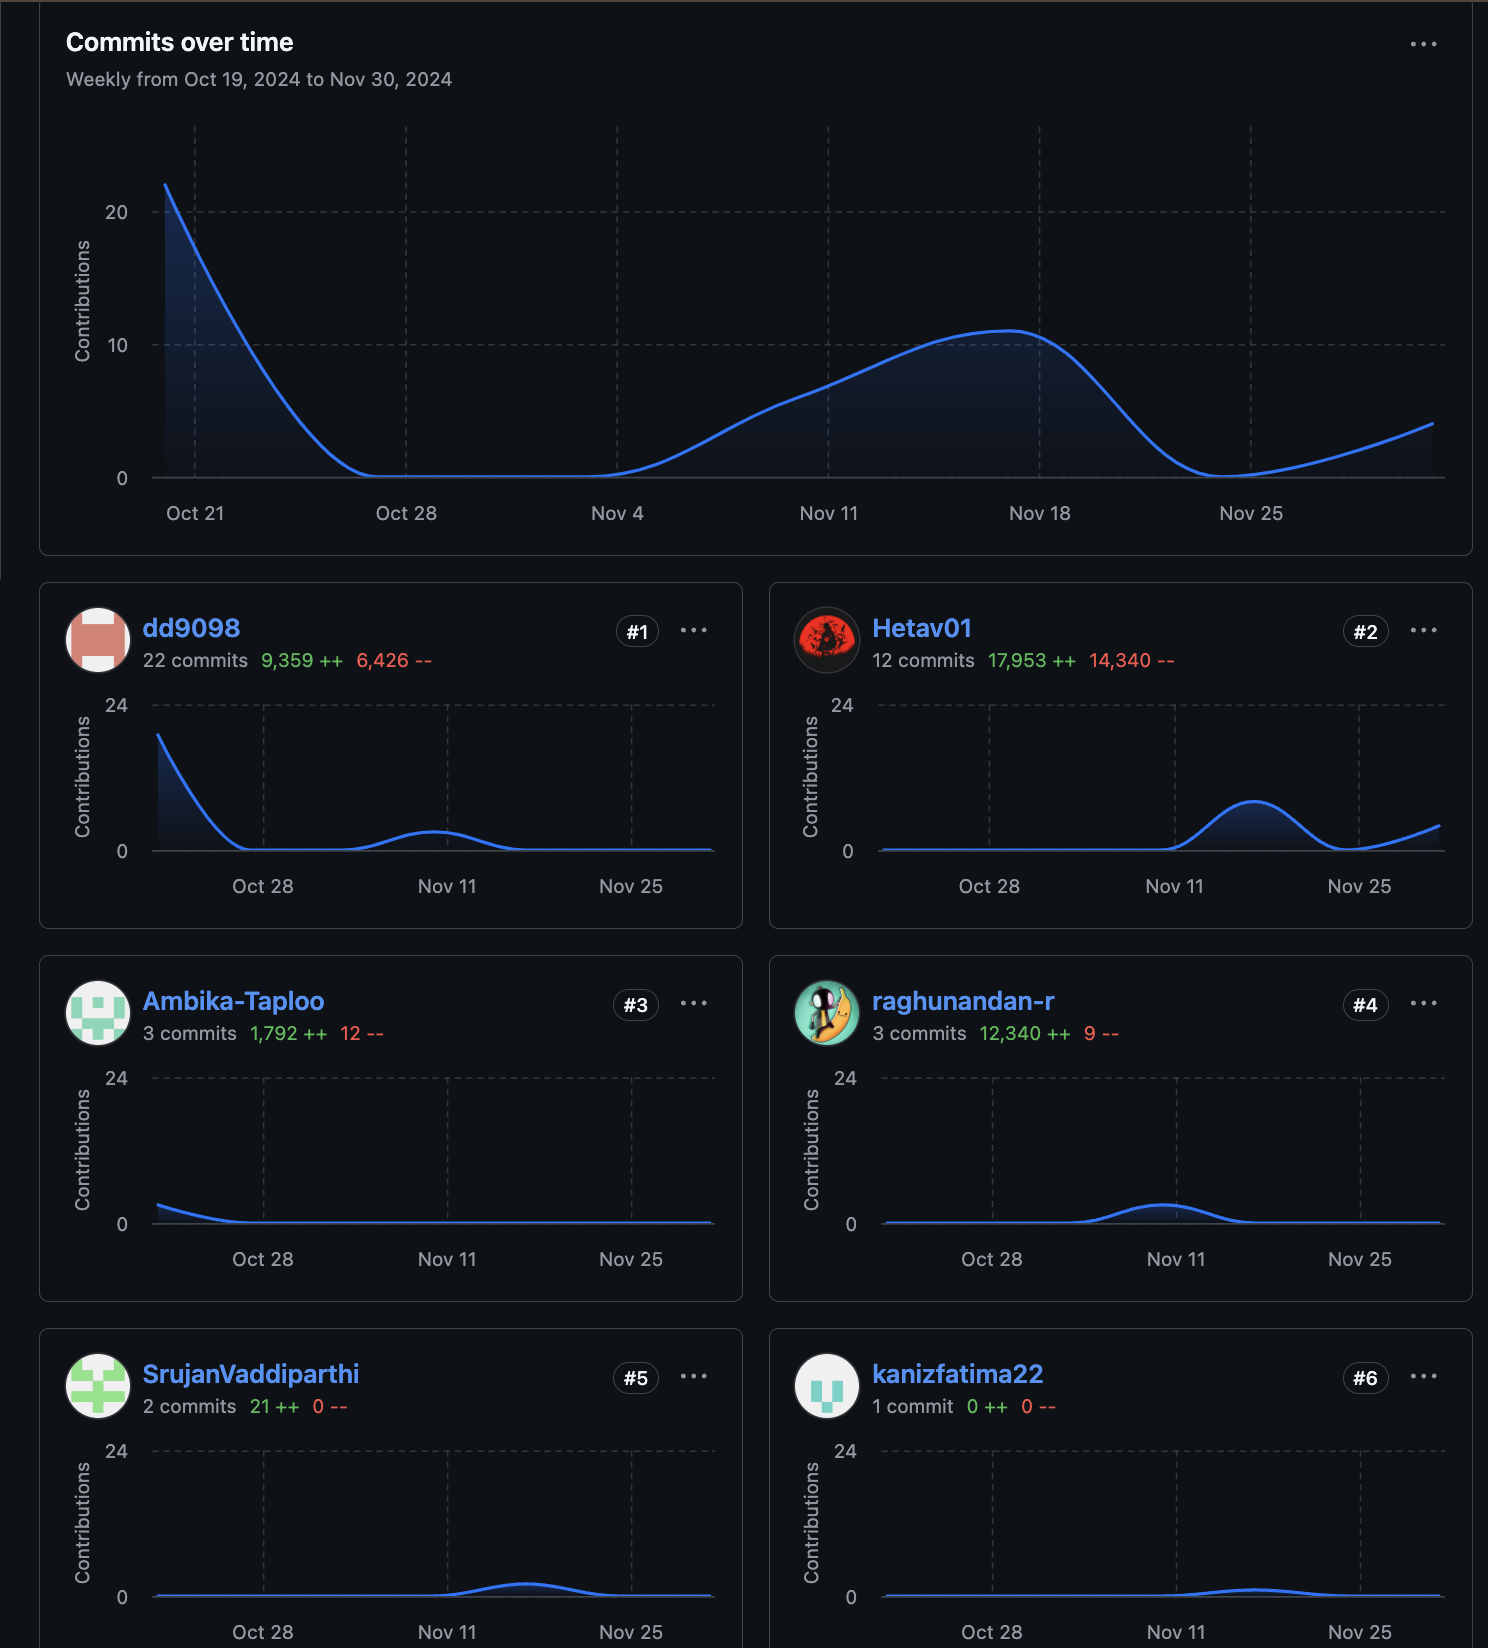 Commits over time
Weekly from Oct 19, 2024 to Nov 30, 2024
Contributions
20
10
0
Oct 21 Oct 28 Nov 4 Nov 11 Nov 18 Nov 25
dd9098
#1
22 commits 9,359 ++ 6,426 --
Contributions
24
0
Oct 28 Nov 11 Nov 25
Hetav01
#2
12 commits 17,953 ++ 14,340 --
Contributions
24
0
Oct 28 Nov 11 Nov 25
Ambika-Taploo
#3
3 commits 1,792 ++ 12 --
Contributions
24
0
Oct 28 Nov 11 Nov 25
raghunandan-r
#4
3 commits 12,340 ++ 9 --
Contributions
24
0
Oct 28 Nov 11 Nov 25
SrujanVaddiparthi
#5
2 commits 21 ++ 0 --
Contributions
24
0
Oct 28 Nov 11 Nov 25
kanizfatima22
#6
1 commit 0 ++ 0 --
Contributions
24
0
Oct 28 Nov 11 Nov 25